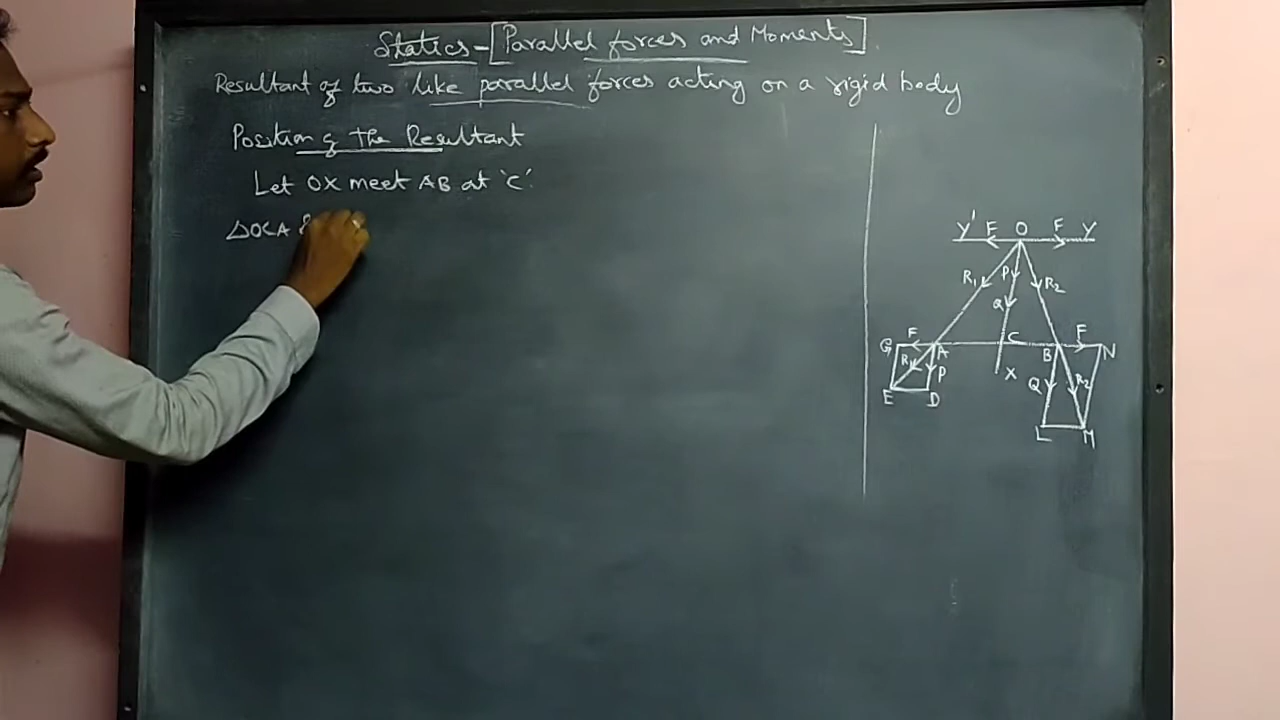 Statics - [Parallel forces and Moments]
Resultant of two like parallel forces acting on a rigid body
Position of the Resultant
Let OX meet AB at 'C'.
△OCA &
Y' F O F Y
R1 P R2
Q
G F A C B F N
R1 P X Q R2
E D
L M